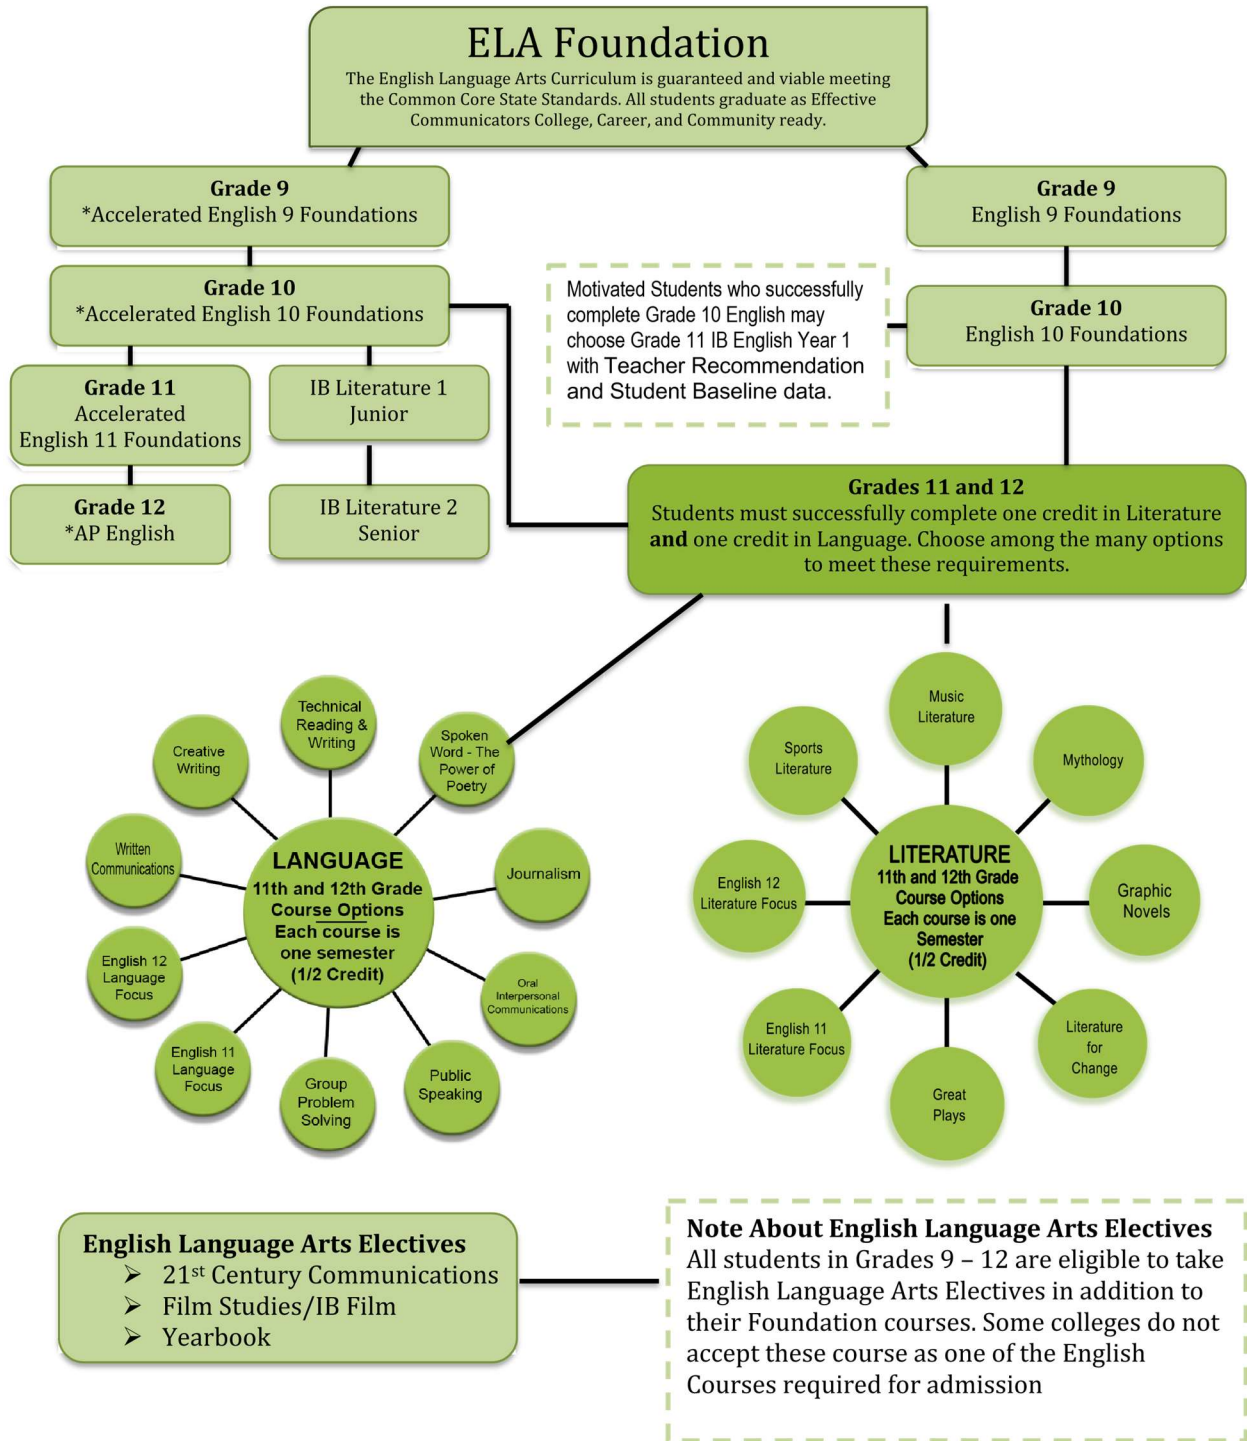 ELA Foundation
The English Language Arts Curriculum is guaranteed and viable meeting
the Common Core State Standards. All students graduate as Effective
Communicators College, Career, and Community ready.
Grade 9
*Accelerated English 9 Foundations
Grade 9
English 9 Foundations
Grade 10
*Accelerated English 10 Foundations
Motivated Students who successfully
complete Grade 10 English may
choose Grade 11 IB English Year 1
with Teacher Recommendation
and Student Baseline data.
Grade 10
English 10 Foundations
Grade 11
Accelerated
English 11 Foundations
IB Literature 1
Junior
Grade 12
*AP English
IB Literature 2
Senior
Grades 11 and 12
Students must successfully complete one credit in Literature
and one credit in Language. Choose among the many options
to meet these requirements.
Technical
Reading &
Writing
Spoken
Word - The
Power of
Poetry
Creative
Writing
Written
Communications
LANGUAGE
11th and 12th Grade
Course Options
Each course is
one semester
(1/2 Credit)
Journalism
English 12
Language
Focus
Oral
Interpersonal
Communications
English 11
Language
Focus
Group
Problem
Solving
Public
Speaking
Music
Literature
Sports
Literature
Mythology
English 12
Literature Focus
LITERATURE
11th and 12th Grade
Course Options
Each course is one
Semester
(1/2 Credit)
Graphic
Novels
English 11
Literature Focus
Literature
for
Change
Great
Plays
English Language Arts Electives
➢ 21st Century Communications
➢ Film Studies/IB Film
➢ Yearbook
Note About English Language Arts Electives
All students in Grades 9 – 12 are eligible to take
English Language Arts Electives in addition to
their Foundation courses. Some colleges do not
accept these course as one of the English
Courses required for admission